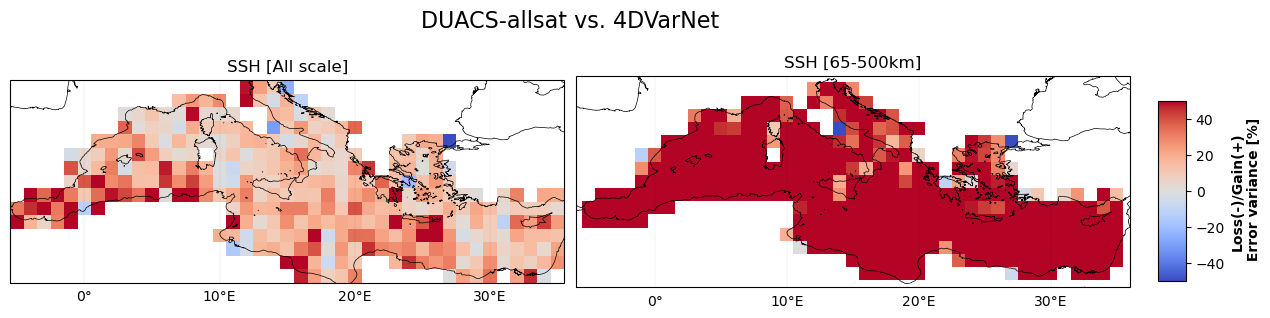 DUACS-allsat vs. 4DVarNet
SSH [All scale]
SSH [65-500km]
0°
10°E
20°E
30°E
0°
10°E
20°E
30°E
40
20
0
−20
−40
Loss(-)/Gain(+)
Error variance [%]